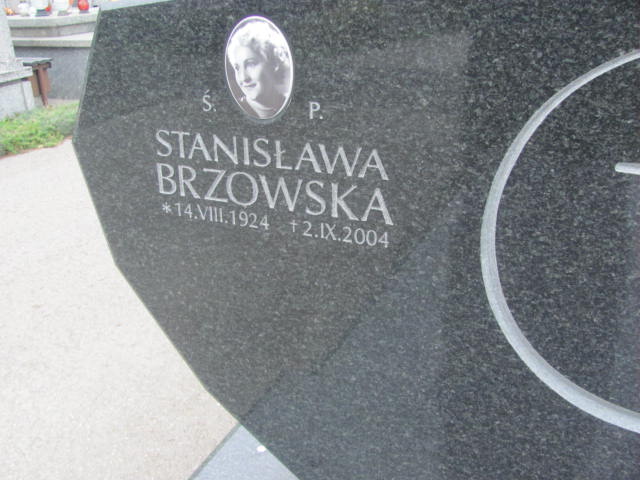 Ś. P.
STANISŁAWA
BRZOWSKA
*14.VIII.1924 †2.IX.2004